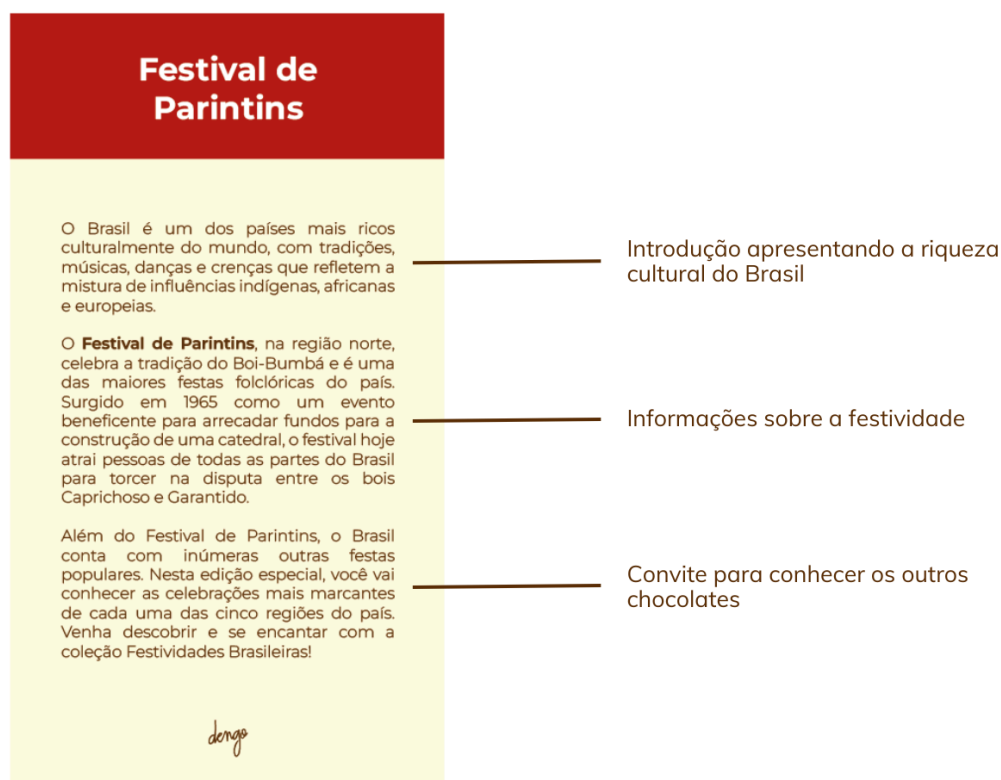 Festival de
Parintins
O Brasil é um dos países mais ricos
culturalmente do mundo, com tradições,
músicas, danças e crenças que refletem a
mistura de influências indígenas, africanas
e europeias.
O Festival de Parintins, na região norte,
celebra a tradição do Boi-Bumbá e é uma
das maiores festas folclóricas do país.
Surgido em 1965 como um evento
beneficente para arrecadar fundos para a
construção de uma catedral, o festival hoje
atrai pessoas de todas as partes do Brasil
para torcer na disputa entre os bois
Caprichoso e Garantido.
Além do Festival de Parintins, o Brasil
conta com inúmeras outras festas
populares. Nesta edição especial, você vai
conhecer as celebrações mais marcantes
de cada uma das cinco regiões do país.
Venha descobrir e se encantar com a
coleção Festividades Brasileiras!
dengo
Introdução apresentando a riqueza
cultural do Brasil
Informações sobre a festividade
Convite para conhecer os outros
chocolates